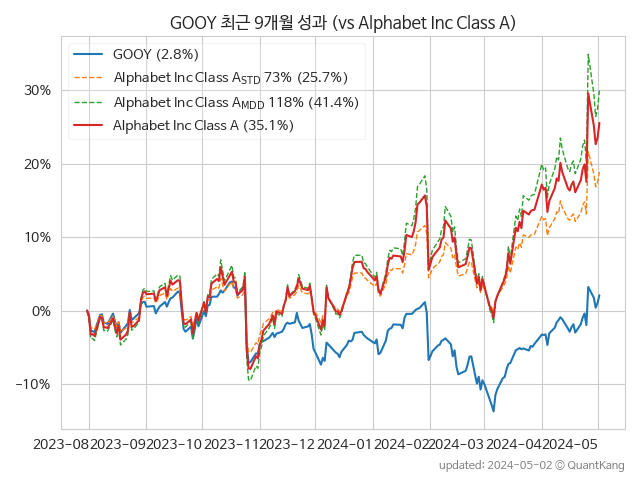 GOOY 최근 9개월 성과 (vs Alphabet Inc Class A)
GOOY (2.8%)
Alphabet Inc Class A STD 73% (25.7%)
Alphabet Inc Class A MDD 118% (41.4%)
Alphabet Inc Class A (35.1%)
30%
20%
10%
0%
−10%
2023-08 2023-09 2023-10 2023-11 2023-12 2024-01 2024-02 2024-03 2024-04 2024-05
updated: 2024-05-02 © QuantKang